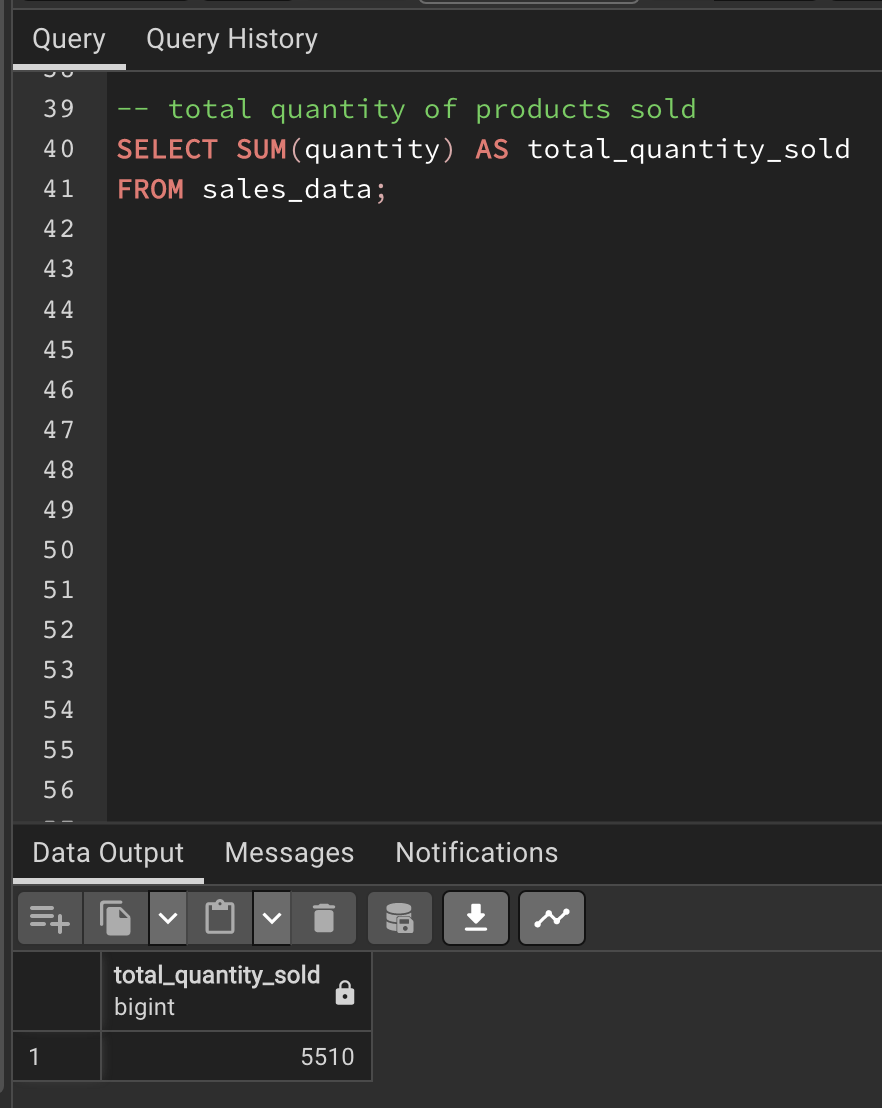 Query Query History
39 -- total quantity of products sold
40 SELECT SUM(quantity) AS total_quantity_sold
41 FROM sales_data;
42
43
44
45
46
47
48
49
50
51
52
53
54
55
56
Data Output Messages Notifications
total_quantity_sold
bigint
1 5510